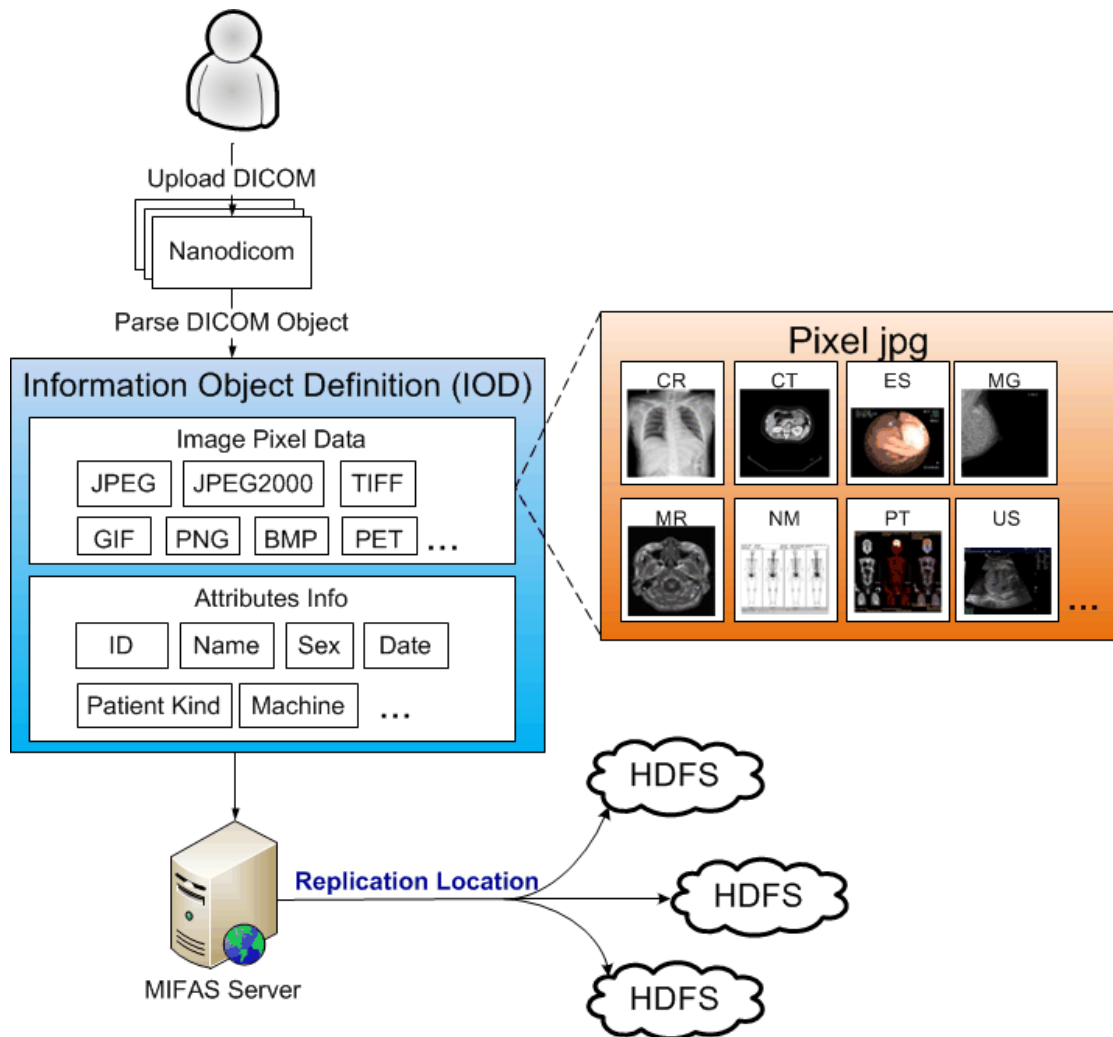 Upload DICOM
Nanodicom
Parse DICOM Object
Information Object Definition (IOD)
Image Pixel Data
JPEG JPEG2000 TIFF
GIF PNG BMP PET ...
Attributes Info
ID Name Sex Date
Patient Kind Machine ...
Pixel jpg
CR CT ES MG
MR NM PT US
...
HDFS
Replication Location
HDFS
HDFS
MIFAS Server